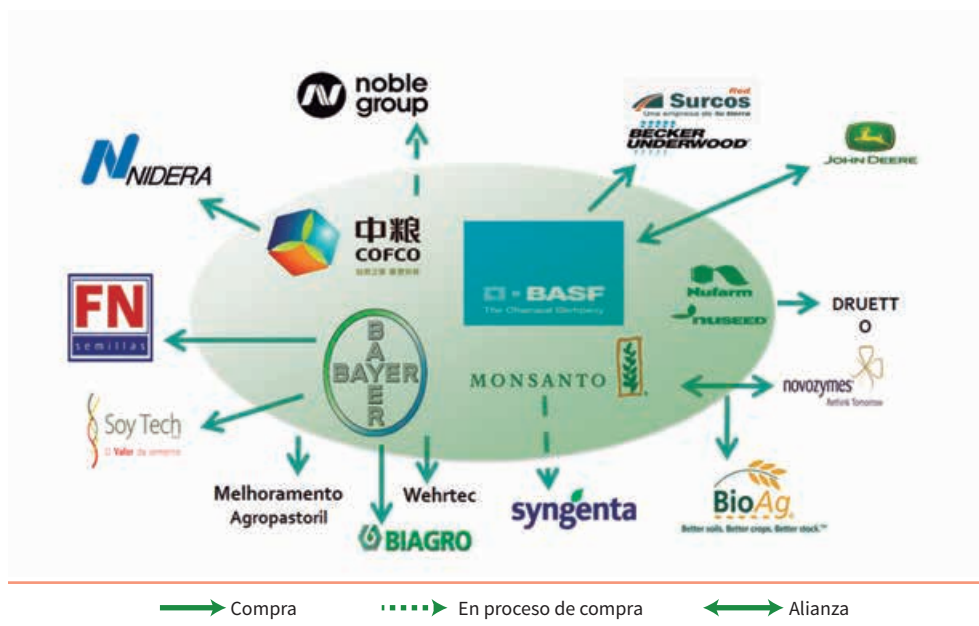 noble
group
Red
Surcos
Una empresa de tu tierra
BECKER
UNDERWOOD
JOHN DEERE
NIDERA
中粮
COFCO
BASF
The Chemical Company
Nufarm
nuseed
DRUETT
O
FN
semillas
BAYER
BAYER
MONSANTO
novozymes
Rethink Tomorrow
Soy Tech
O Valor da semente
Melhoramento
Agropastoril
Wehrtec
BIAGRO
syngenta
BioAg
Better soils. Better crops. Better stock.™
Compra
En proceso de compra
Alianza